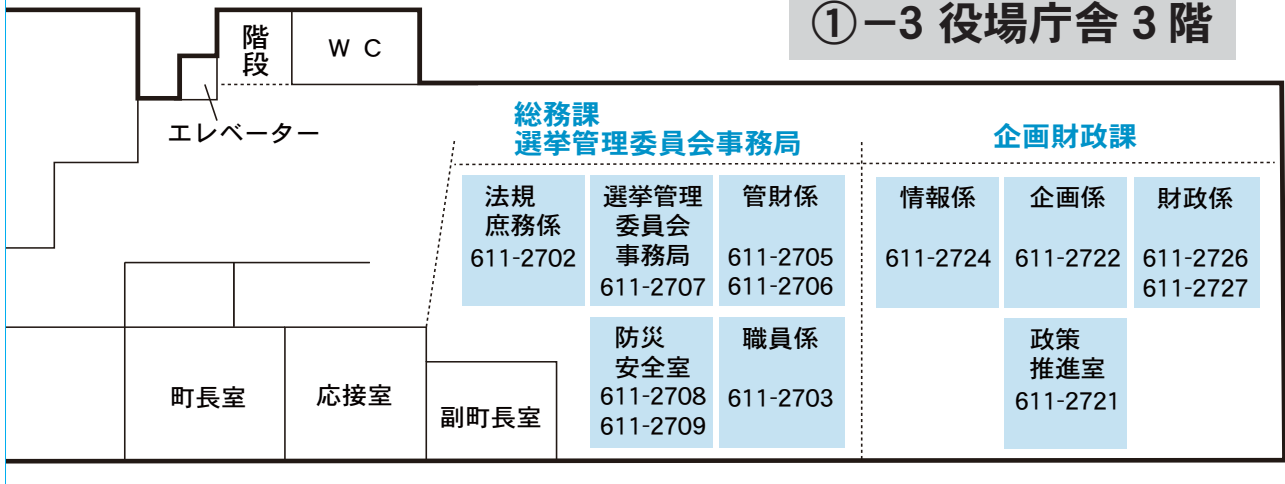 ①−3 役場庁舎 3 階
階段
W C
エレベーター
総務課
選挙管理委員会事務局
企画財政課
法規
庶務係
611-2702
選挙管理
委員会
事務局
611-2707
管財係
611-2705
611-2706
情報係
611-2724
企画係
611-2722
財政係
611-2726
611-2727
防災
安全室
611-2708
611-2709
職員係
611-2703
政策
推進室
611-2721
町長室
応接室
副町長室